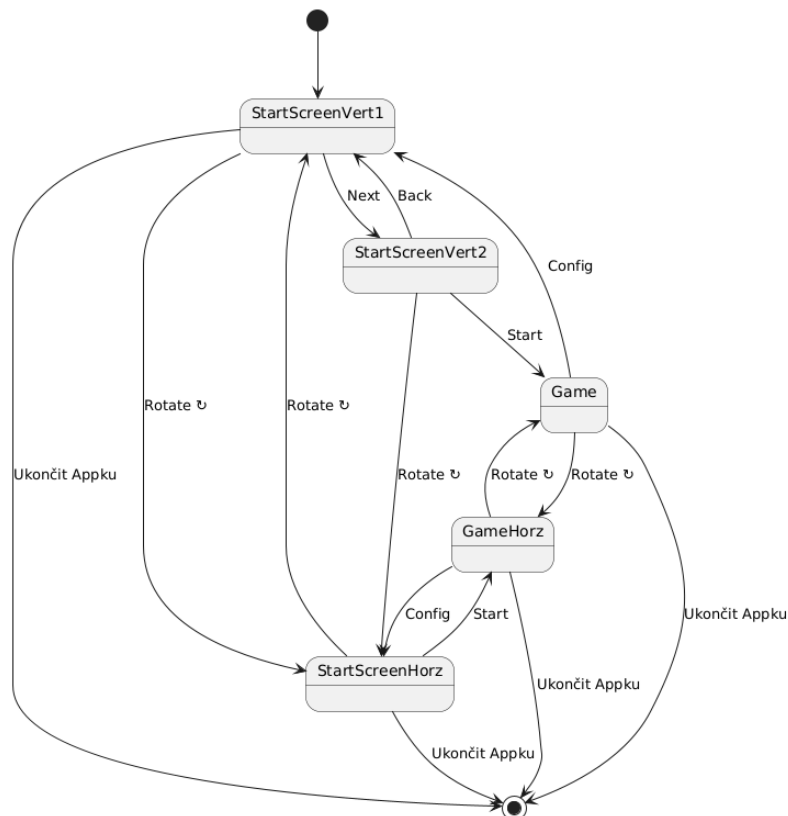 StartScreenVert1
Next
Back
StartScreenVert2
Config
Start
Game
Rotate ↻
Rotate ↻
Ukončit Appku
Rotate ↻
Rotate ↻
Rotate ↻
GameHorz
Config
Start
Ukončit Appku
StartScreenHorz
Ukončit Appku
Ukončit Appku